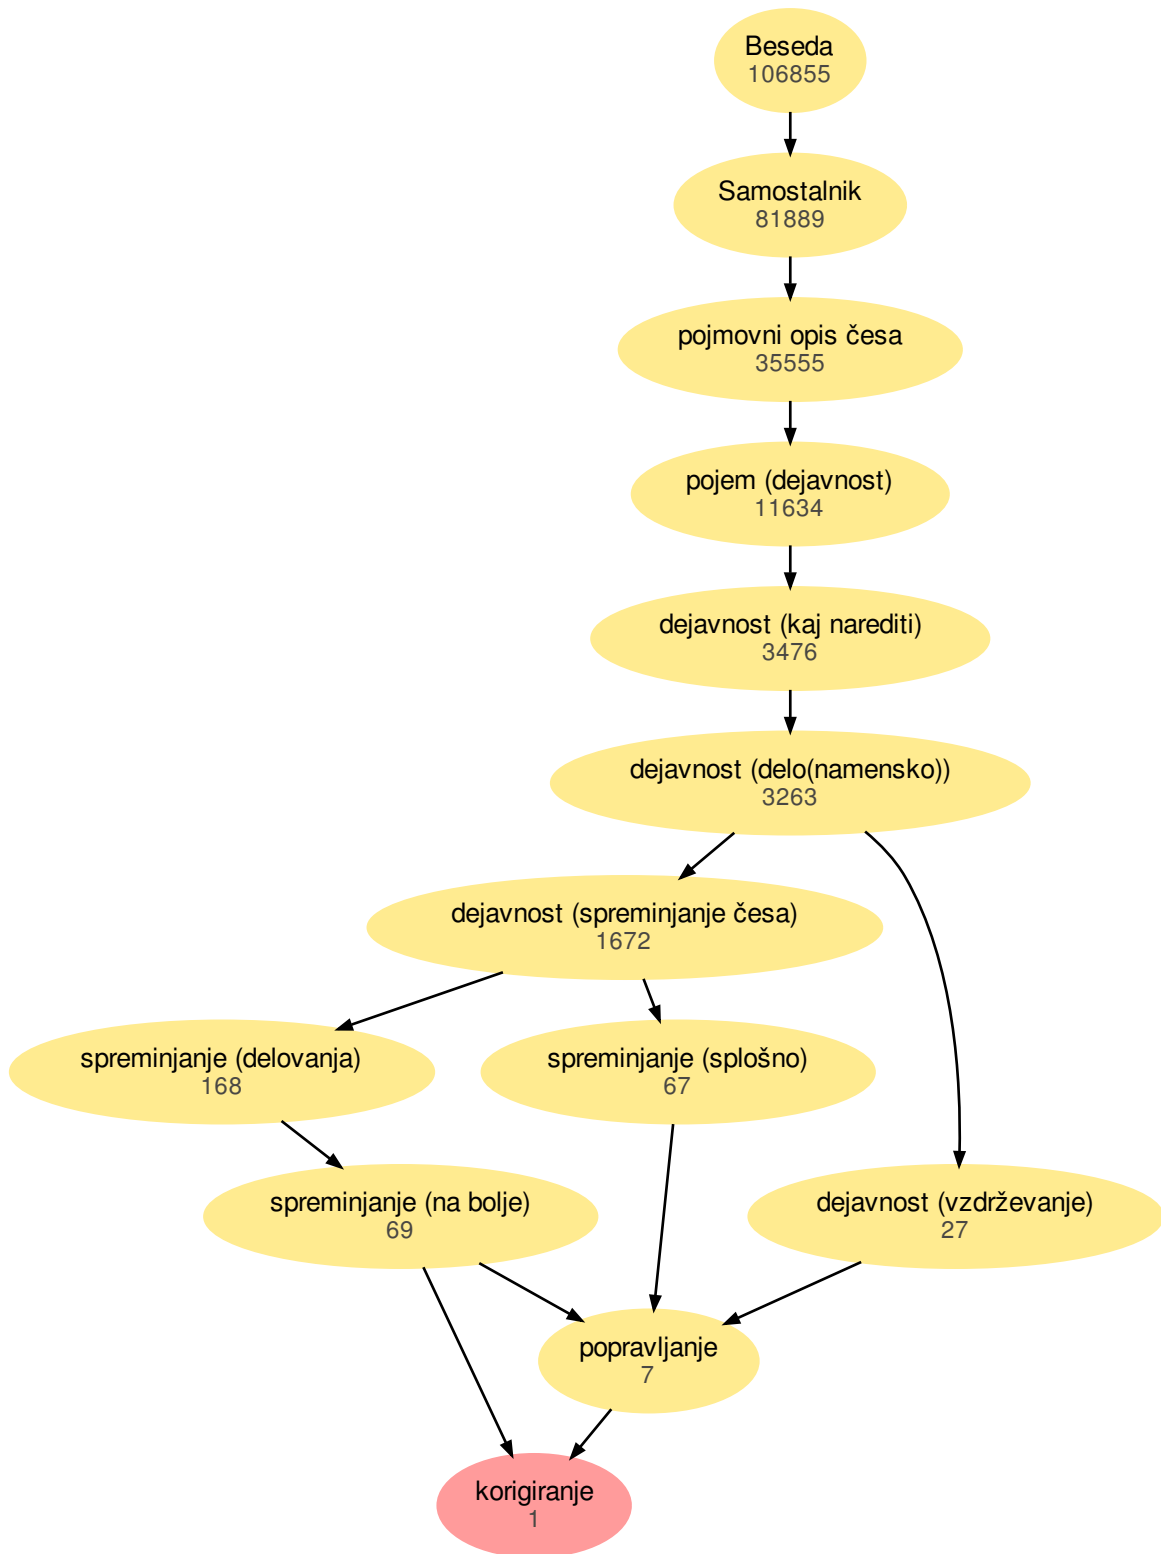 Beseda
106855
Samostalnik
81889
pojmovni opis česa
35555
pojem (dejavnost)
11634
dejavnost (kaj narediti)
3476
dejavnost (delo(namensko))
3263
dejavnost (spreminjanje česa)
1672
spreminjanje (delovanja)
168
spreminjanje (splošno)
67
spreminjanje (na bolje)
69
dejavnost (vzdrževanje)
27
popravljanje
7
korigiranje
1